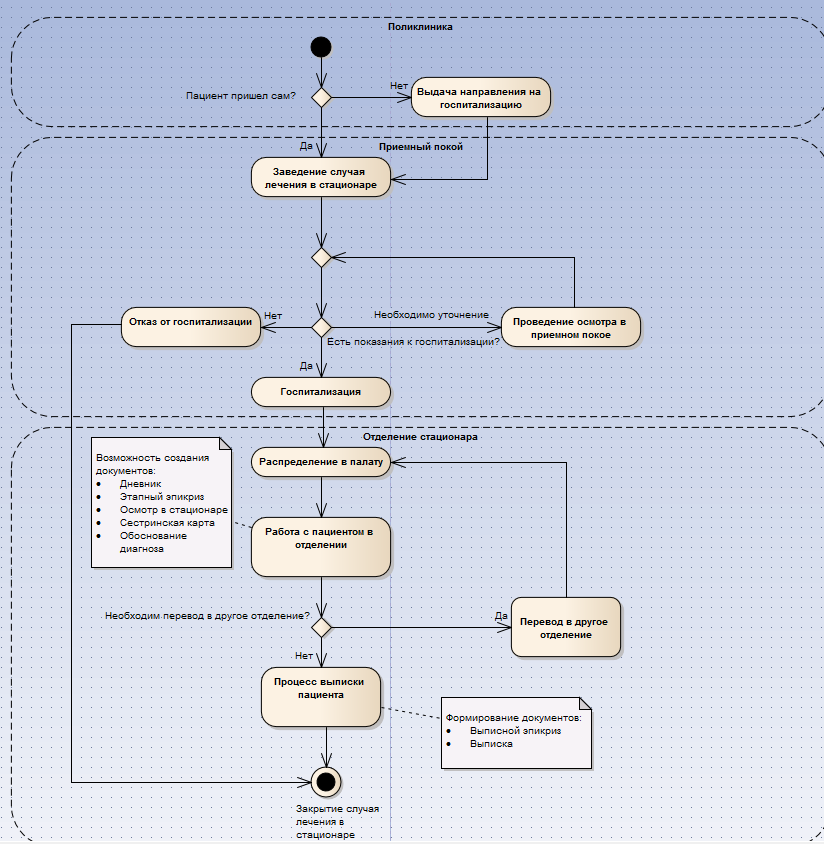 Поликлиника
Пациент пришел сам?
Нет
Выдача направления на
госпитализацию
Да
Приемный покой
Заведение случая
лечения в стационаре
Отказ от госпитализации
Нет
Необходимо уточнение
Проведение осмотра в
приемном покое
Есть показания к госпитализации?
Да
Госпитализация
Отделение стационара
Возможность создания
документов:
• Дневник
• Этапный эпикриз
• Осмотр в стационаре
• Сестринская карта
• Обоснование
диагноза
Распределение в палату
Работа с пациентом в
отделении
Необходим перевод в другое отделение?
Да
Перевод в другое
отделение
Нет
Процесс выписки
пациента
Формирование документов:
• Выписной эпикриз
• Выписка
Закрытие случая
лечения в
стационаре